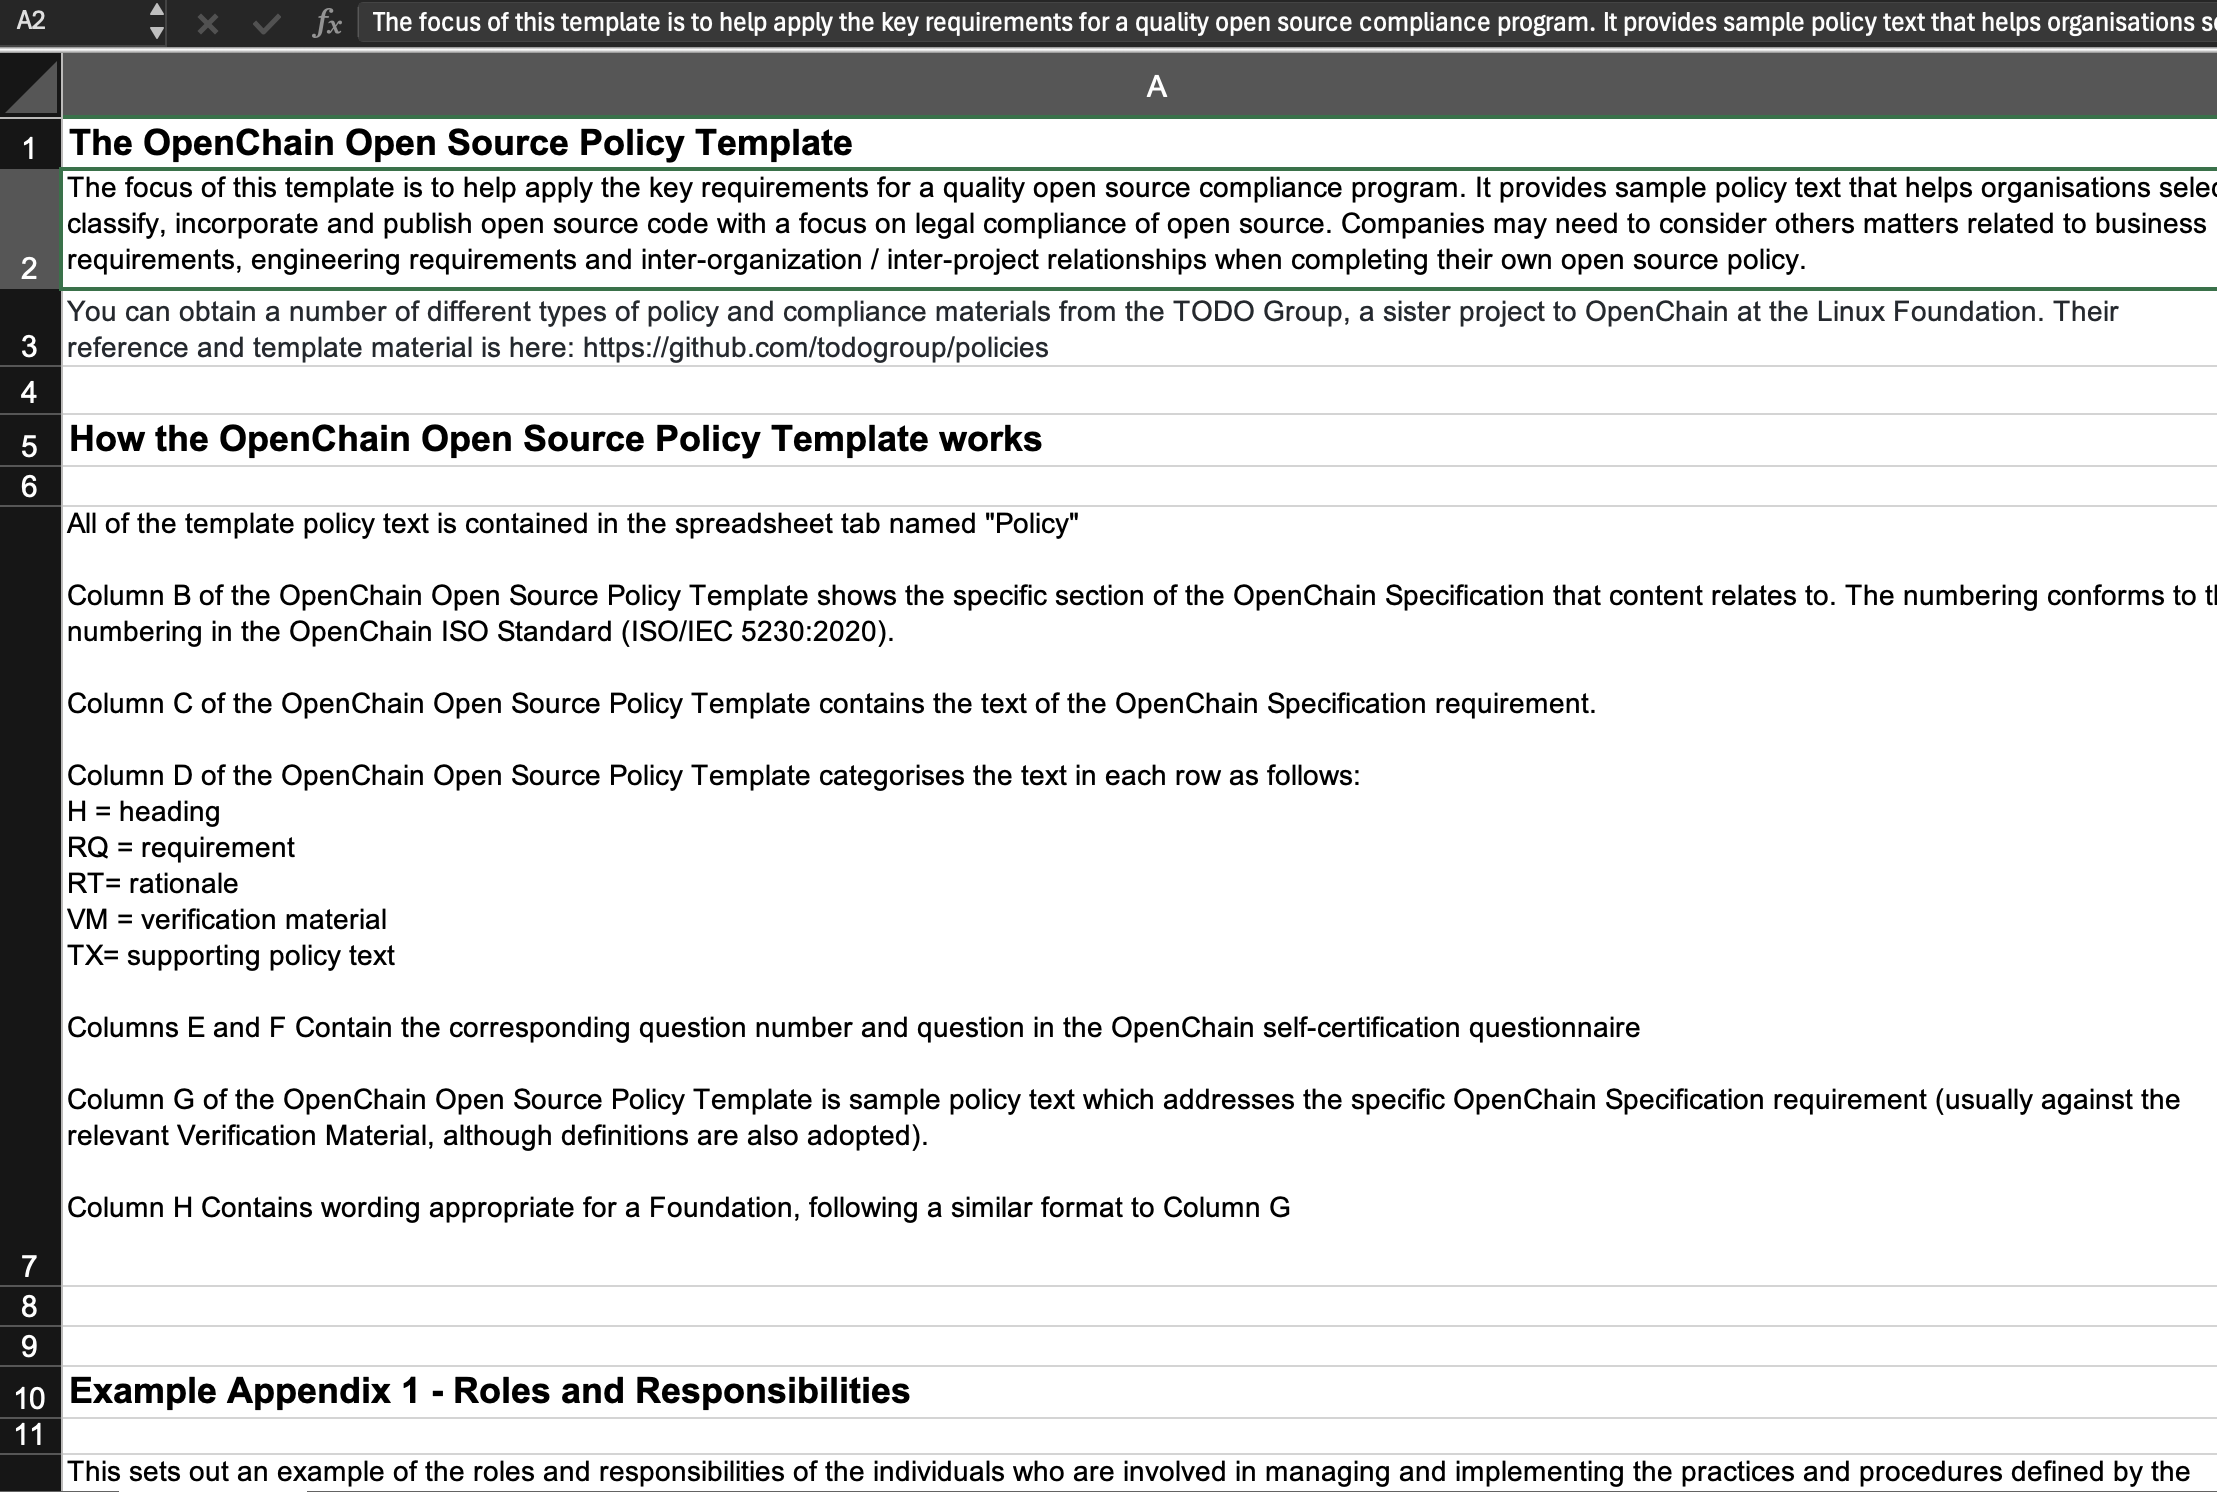 A2
fx
The focus of this template is to help apply the key requirements for a quality open source compliance program. It provides sample policy text that helps organisations
A
1
The OpenChain Open Source Policy Template
The focus of this template is to help apply the key requirements for a quality open source compliance program. It provides sample policy text that helps organisations
classify, incorporate and publish open source code with a focus on legal compliance of open source. Companies may need to consider others matters related to business
2
requirements, engineering requirements and inter-organization / inter-project relationships when completing their own open source policy.
You can obtain a number of different types of policy and compliance materials from the TODO Group, a sister project to OpenChain at the Linux Foundation. Their
3
reference and template material is here: https://github.com/todogroup/policies
4
5
How the OpenChain Open Source Policy Template works
6
All of the template policy text is contained in the spreadsheet tab named "Policy"
Column B of the OpenChain Open Source Policy Template shows the specific section of the OpenChain Specification that content relates to. The numbering conforms to
numbering in the OpenChain ISO Standard (ISO/IEC 5230:2020).
Column C of the OpenChain Open Source Policy Template contains the text of the OpenChain Specification requirement.
Column D of the OpenChain Open Source Policy Template categorises the text in each row as follows:
H = heading
RQ = requirement
RT= rationale
VM = verification material
TX= supporting policy text
Columns E and F Contain the corresponding question number and question in the OpenChain self-certification questionnaire
Column G of the OpenChain Open Source Policy Template is sample policy text which addresses the specific OpenChain Specification requirement (usually against the
relevant Verification Material, although definitions are also adopted).
Column H Contains wording appropriate for a Foundation, following a similar format to Column G
7
8
9
10
Example Appendix 1 - Roles and Responsibilities
11
This sets out an example of the roles and responsibilities of the individuals who are involved in managing and implementing the practices and procedures defined by the